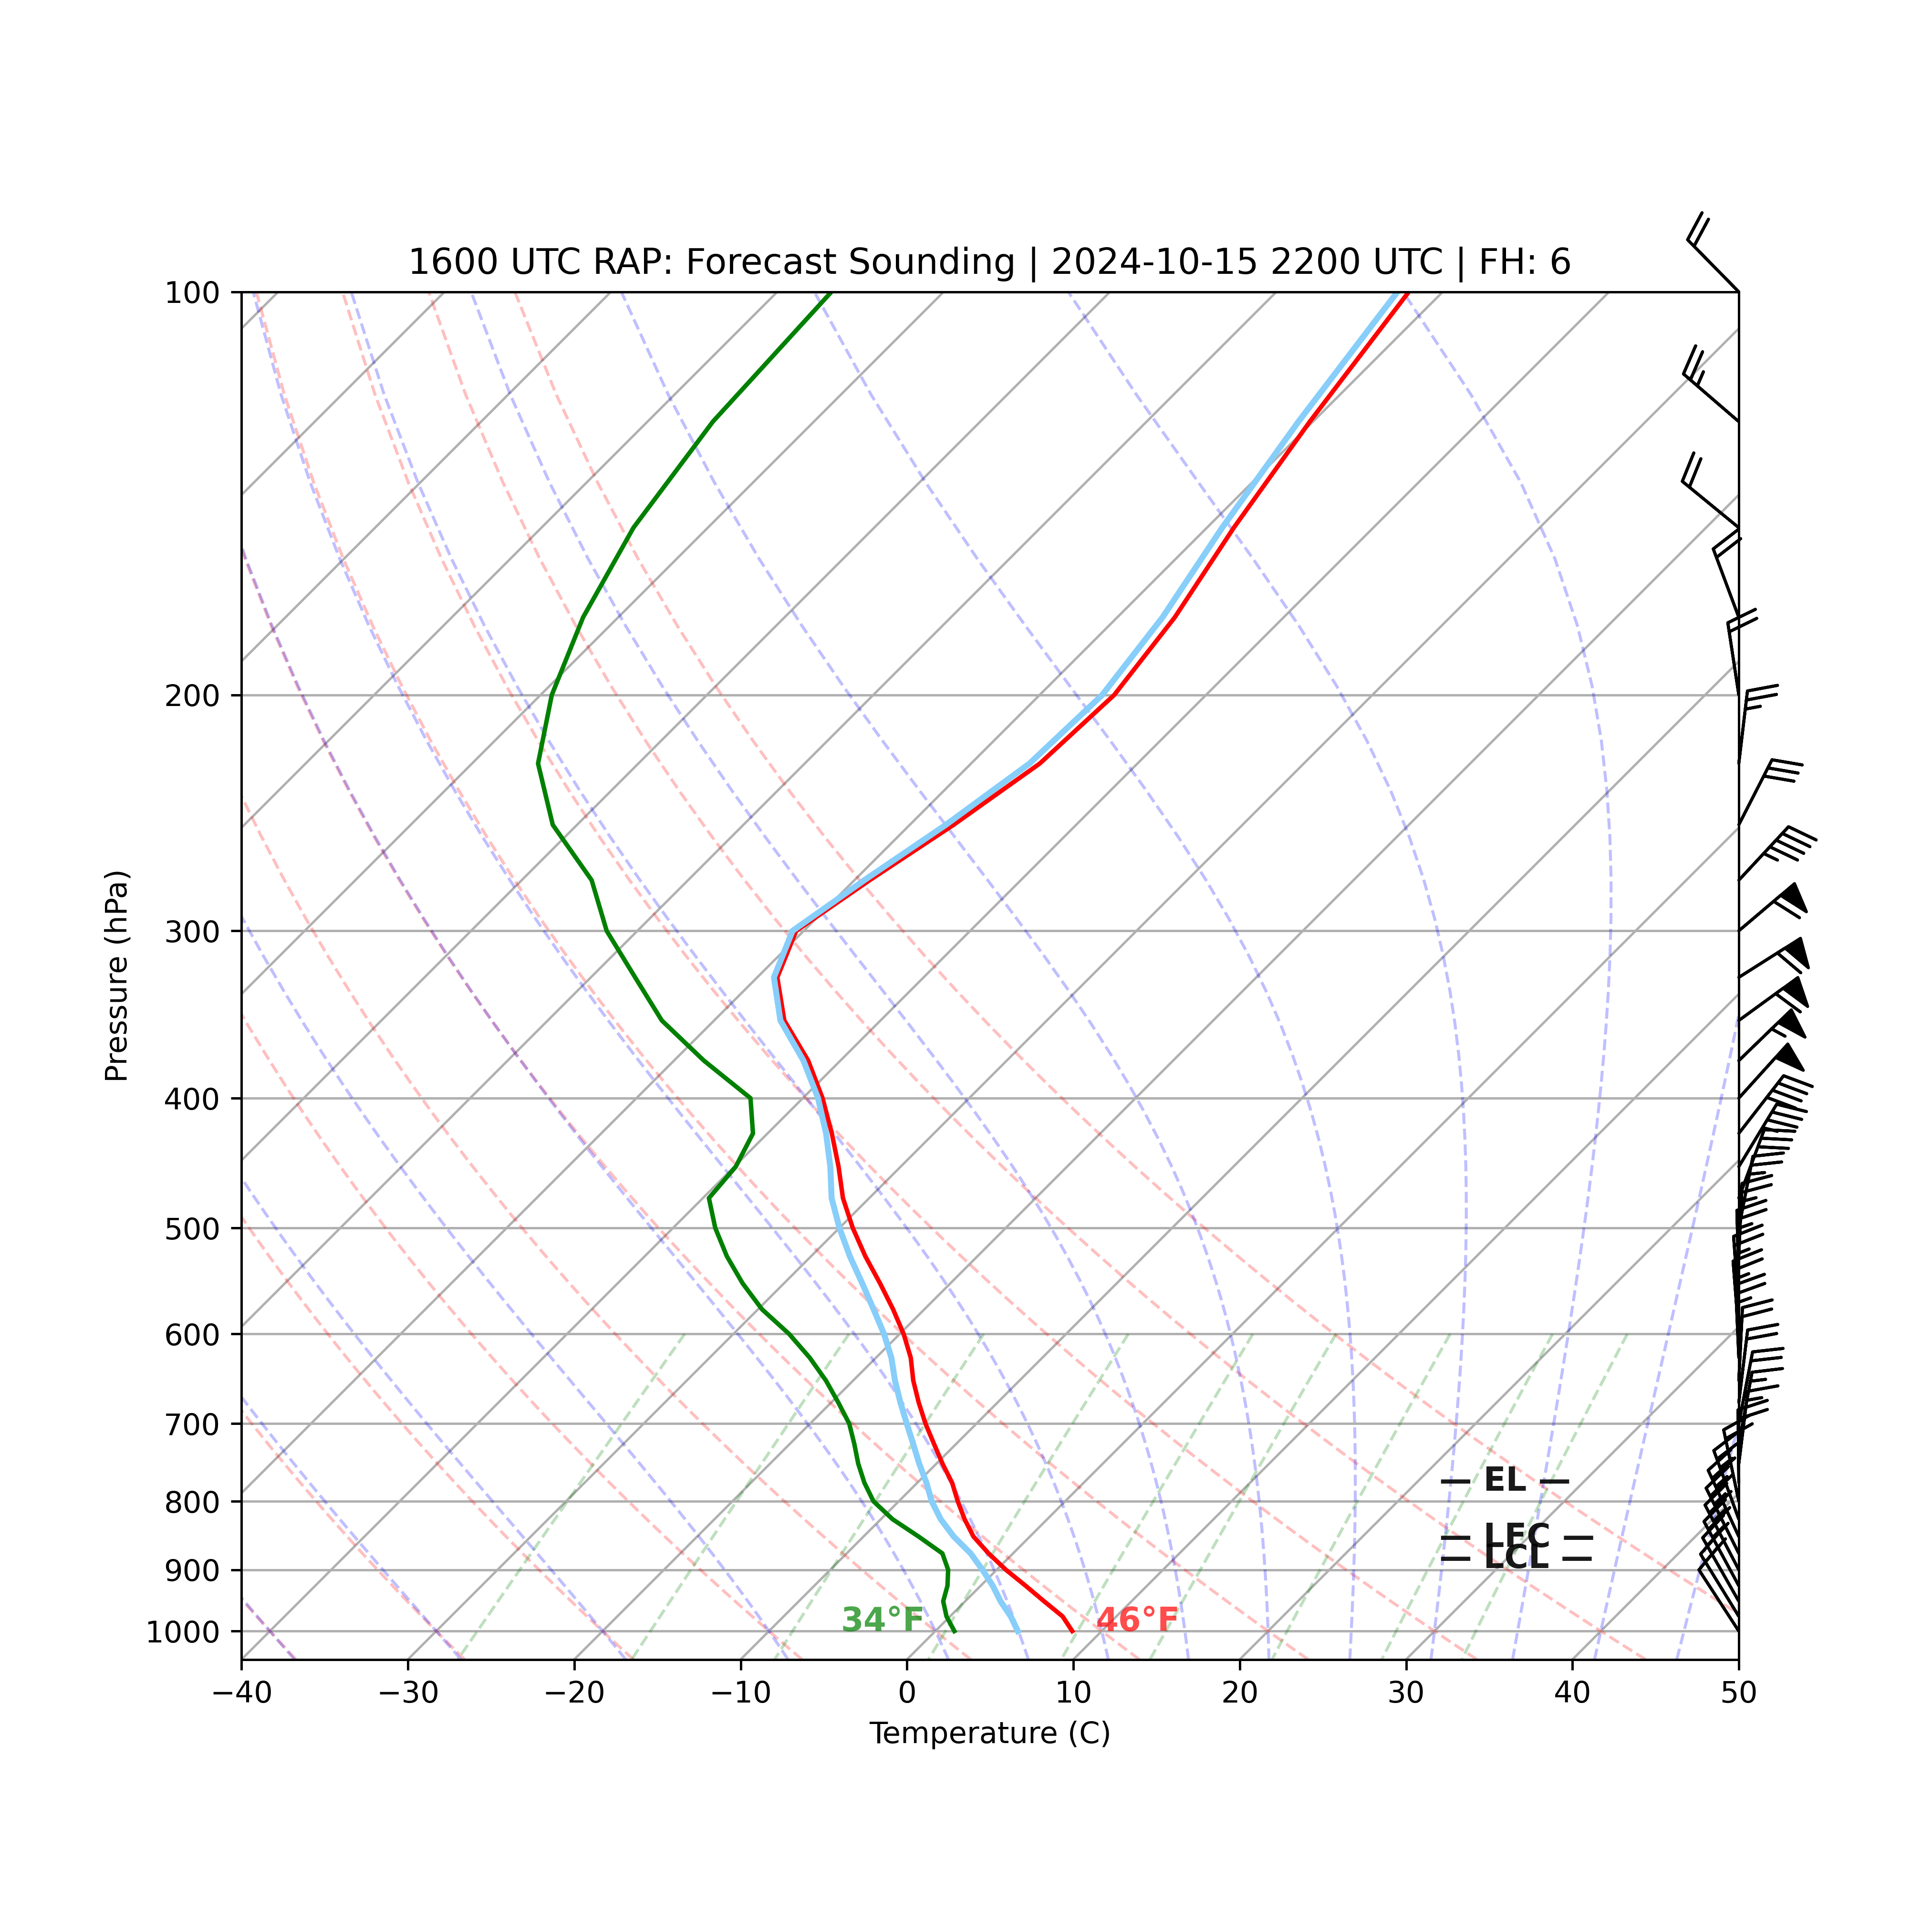 1600 UTC RAP: Forecast Sounding | 2024-10-15 2200 UTC | FH: 6
100
200
300
400
500
600
700
800
900
1000
Pressure (hPa)
— EL —
— LFC —
— LCL —
34°F
46°F
−40 −30 −20 −10 0 10 20 30 40 50
Temperature (C)